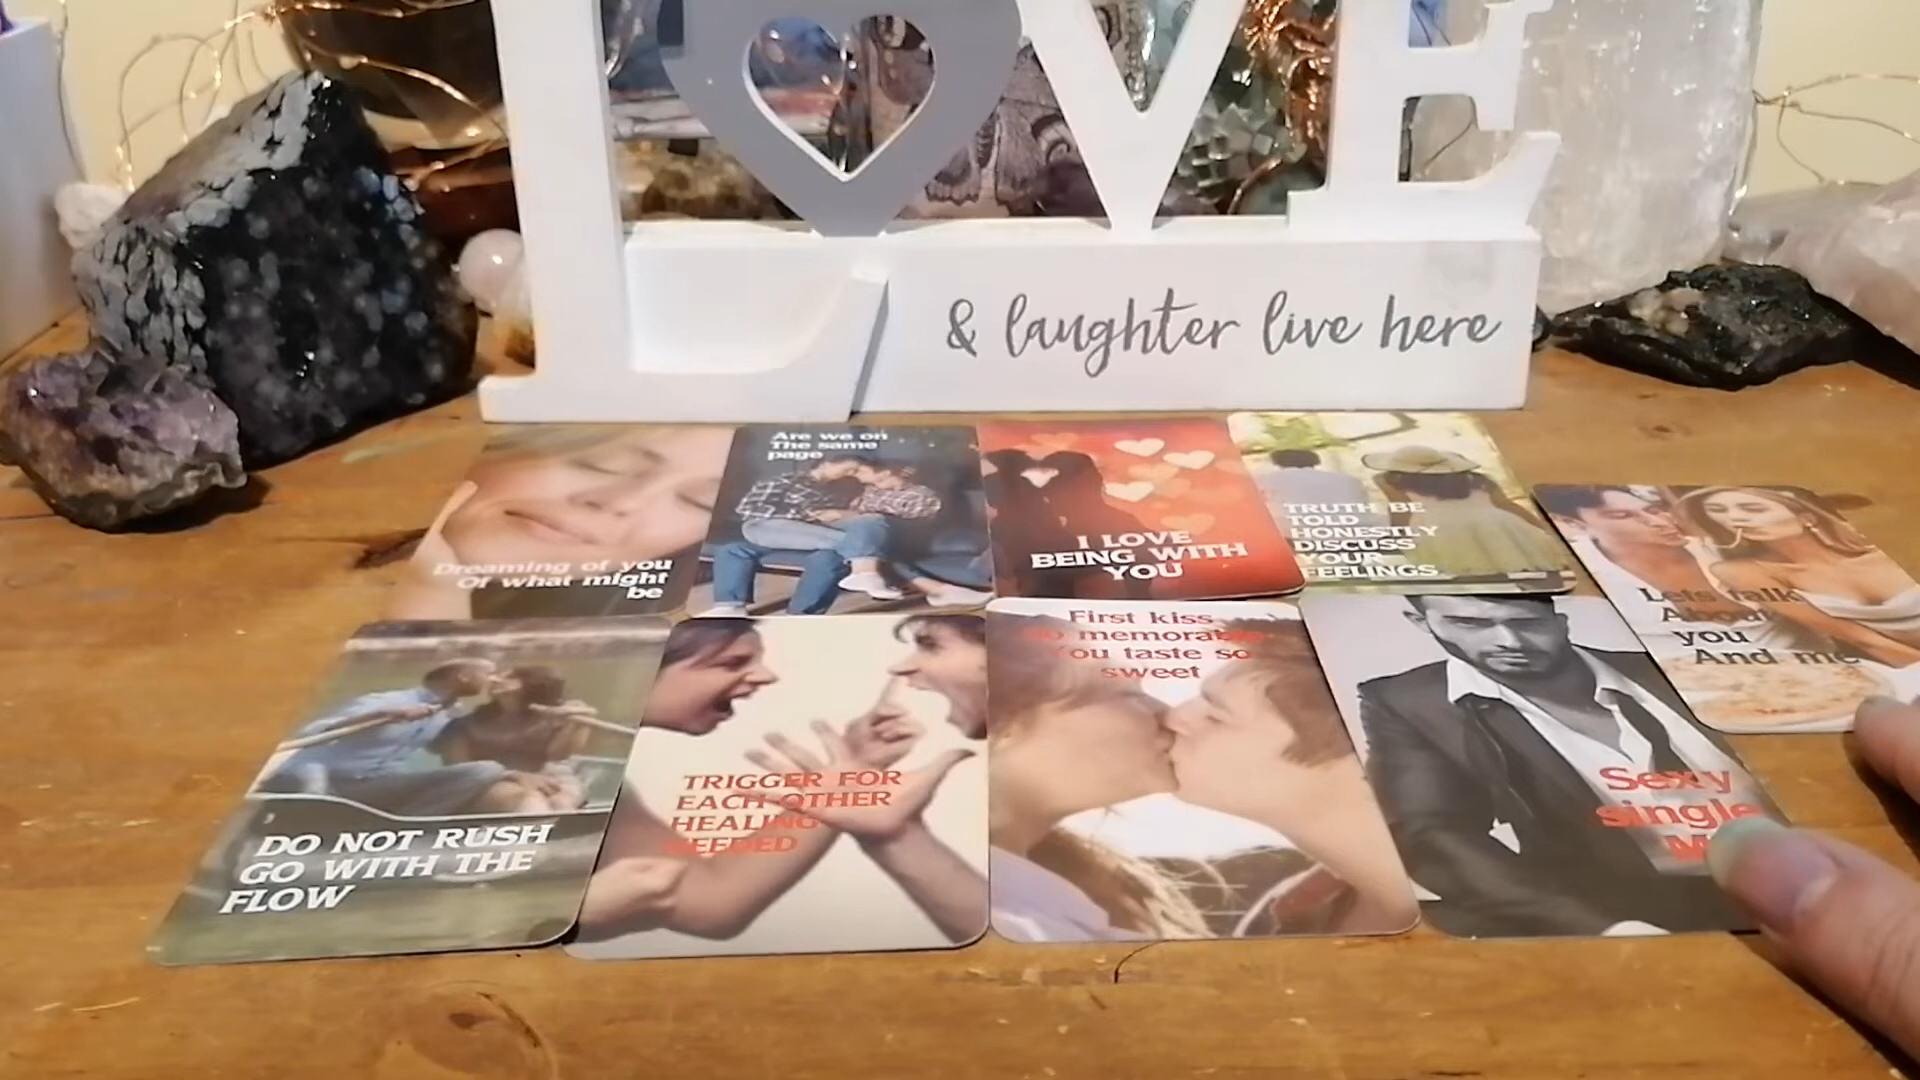 LOVE
& laughter live here
Dreaming of you
Of what might
be
Are we on
The same
page
I LOVE
BEING WITH
YOU
TRUTH BE
TOLD
HONESTLY
DISCUSS
YOUR
FEELINGS
Lets talk
About
you
And me
DO NOT RUSH
GO WITH THE
FLOW
TRIGGER FOR
EACH OTHER
HEALING
NEEDED
First kiss
So memorable
You taste so
sweet
Sexy
single